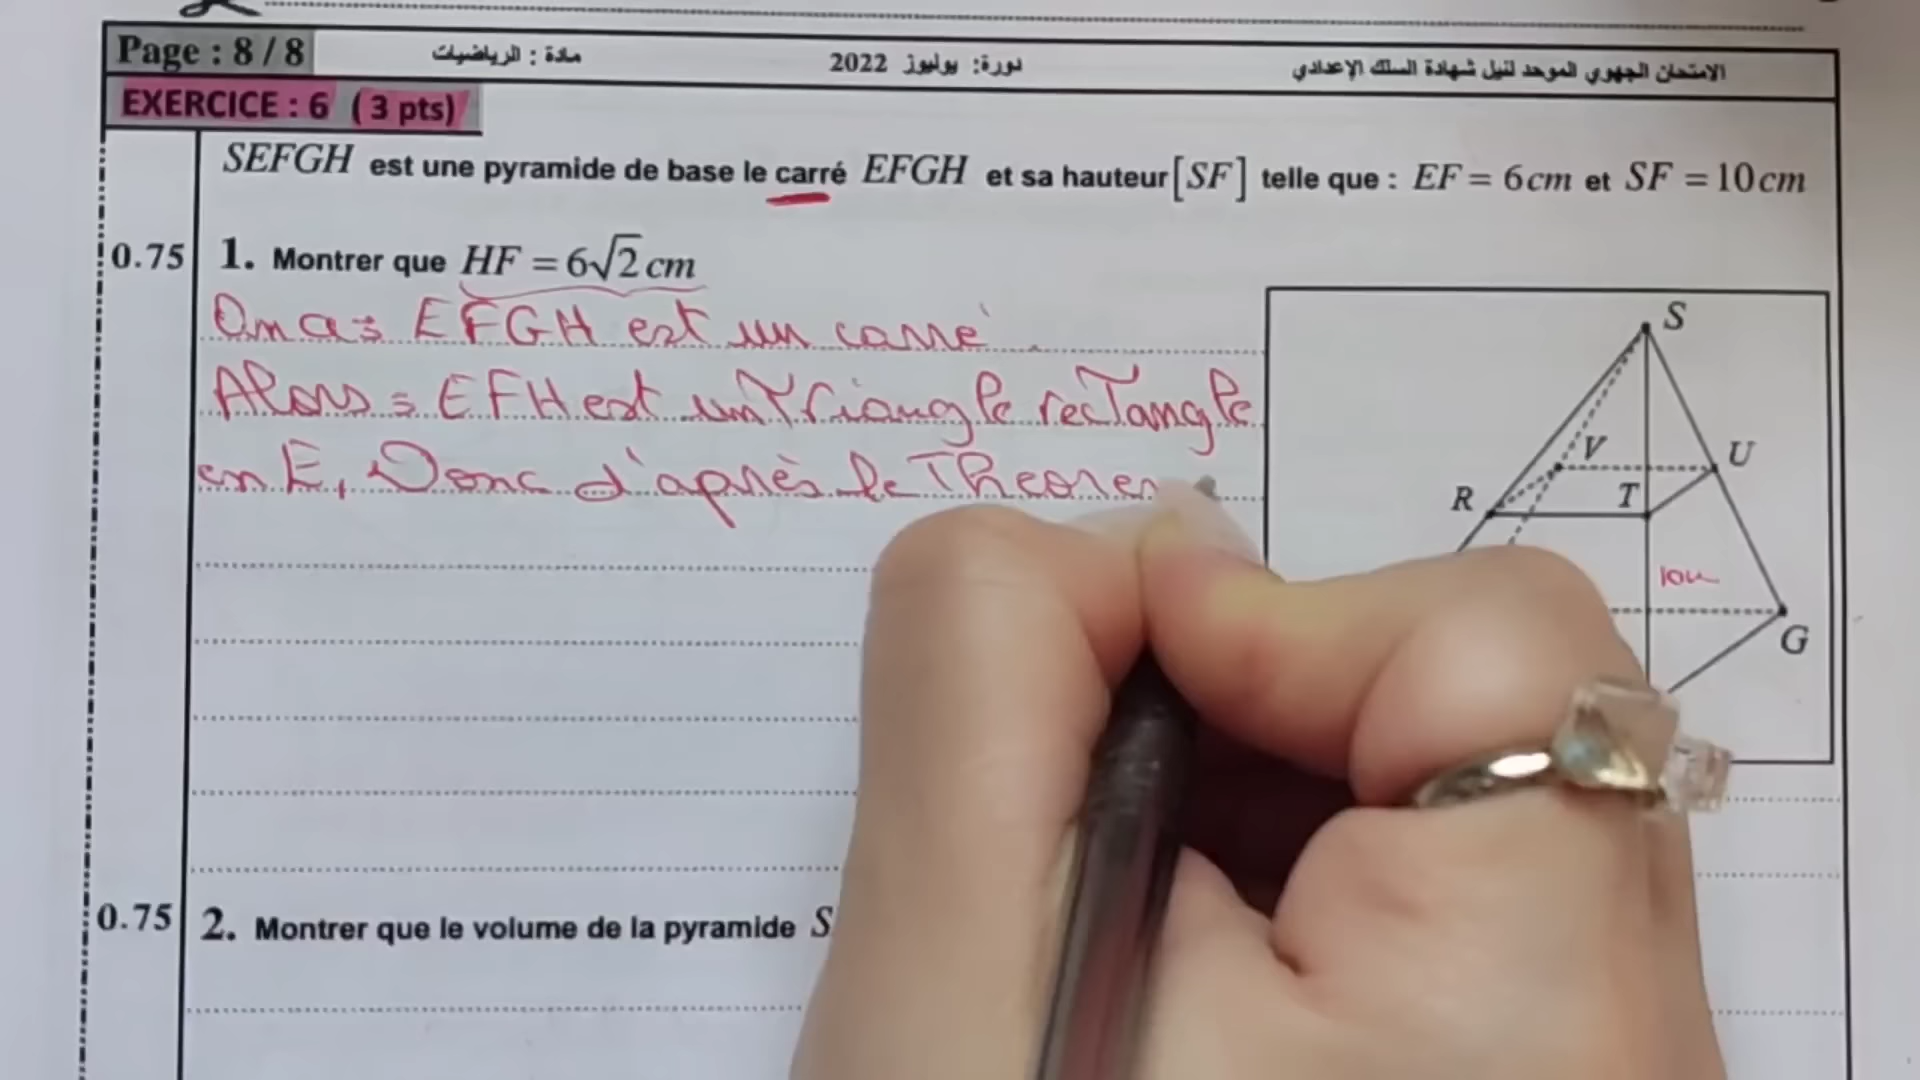 Page : 8 / 8
مادة : الرياضيات
دورة: يوليوز 2022
الامتحان الجهوي الموحد لنيل شهادة السلك الإعدادي
EXERCICE : 6 (3 pts)
SEFGH est une pyramide de base le carré EFGH et sa hauteur [SF] telle que : EF = 6cm et SF = 10cm
0.75
1. Montrer que HF = 6√2 cm
On a : EFGH est un carré.
Alors : EFH est un Triangle recTangle
en E, Donc d'après le Theorem
S
V
U
R
T
10cm
G
0.75
2. Montrer que le volume de la pyramide S